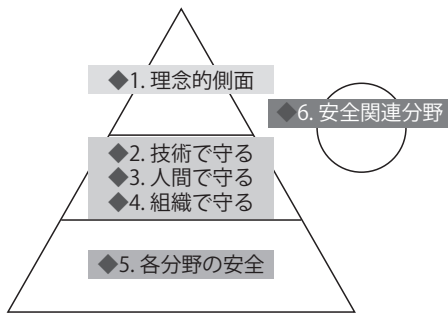 ◆1. 理念的側面
◆6. 安全関連分野
◆2. 技術で守る
◆3. 人間で守る
◆4. 組織で守る
◆5. 各分野の安全